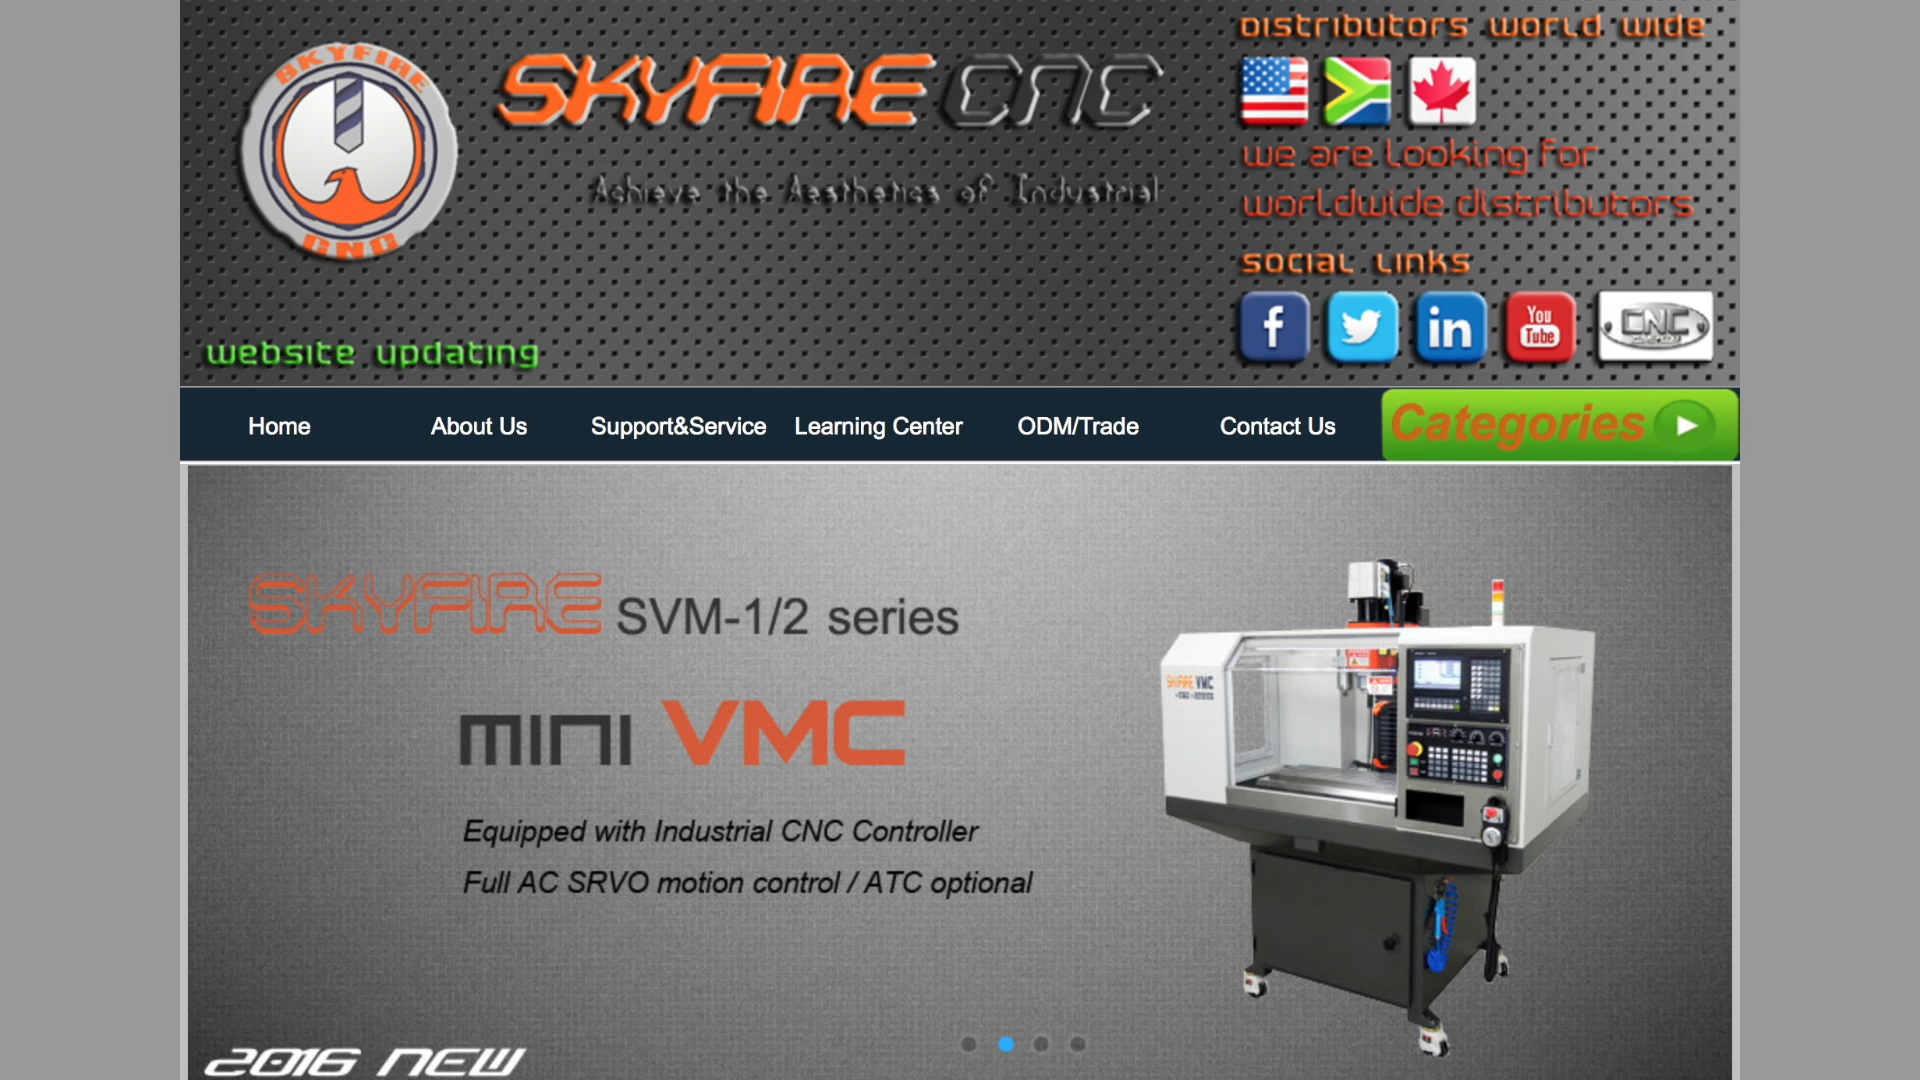 SKYFIRE
CNC
SKYFIRE CNC
Achieve the Aesthetics of Industrial
website updating
Distributors world wide
we are looking for
worldwide distributors
social links
f
in
You
Tube
CNC
Home
About Us
Support&Service
Learning Center
ODM/Trade
Contact Us
Categories
SKYFIRE SVM-1/2 series
mini VMC
Equipped with Industrial CNC Controller
Full AC SRVO motion control / ATC optional
SKYFIRE VMC
2016 NEW